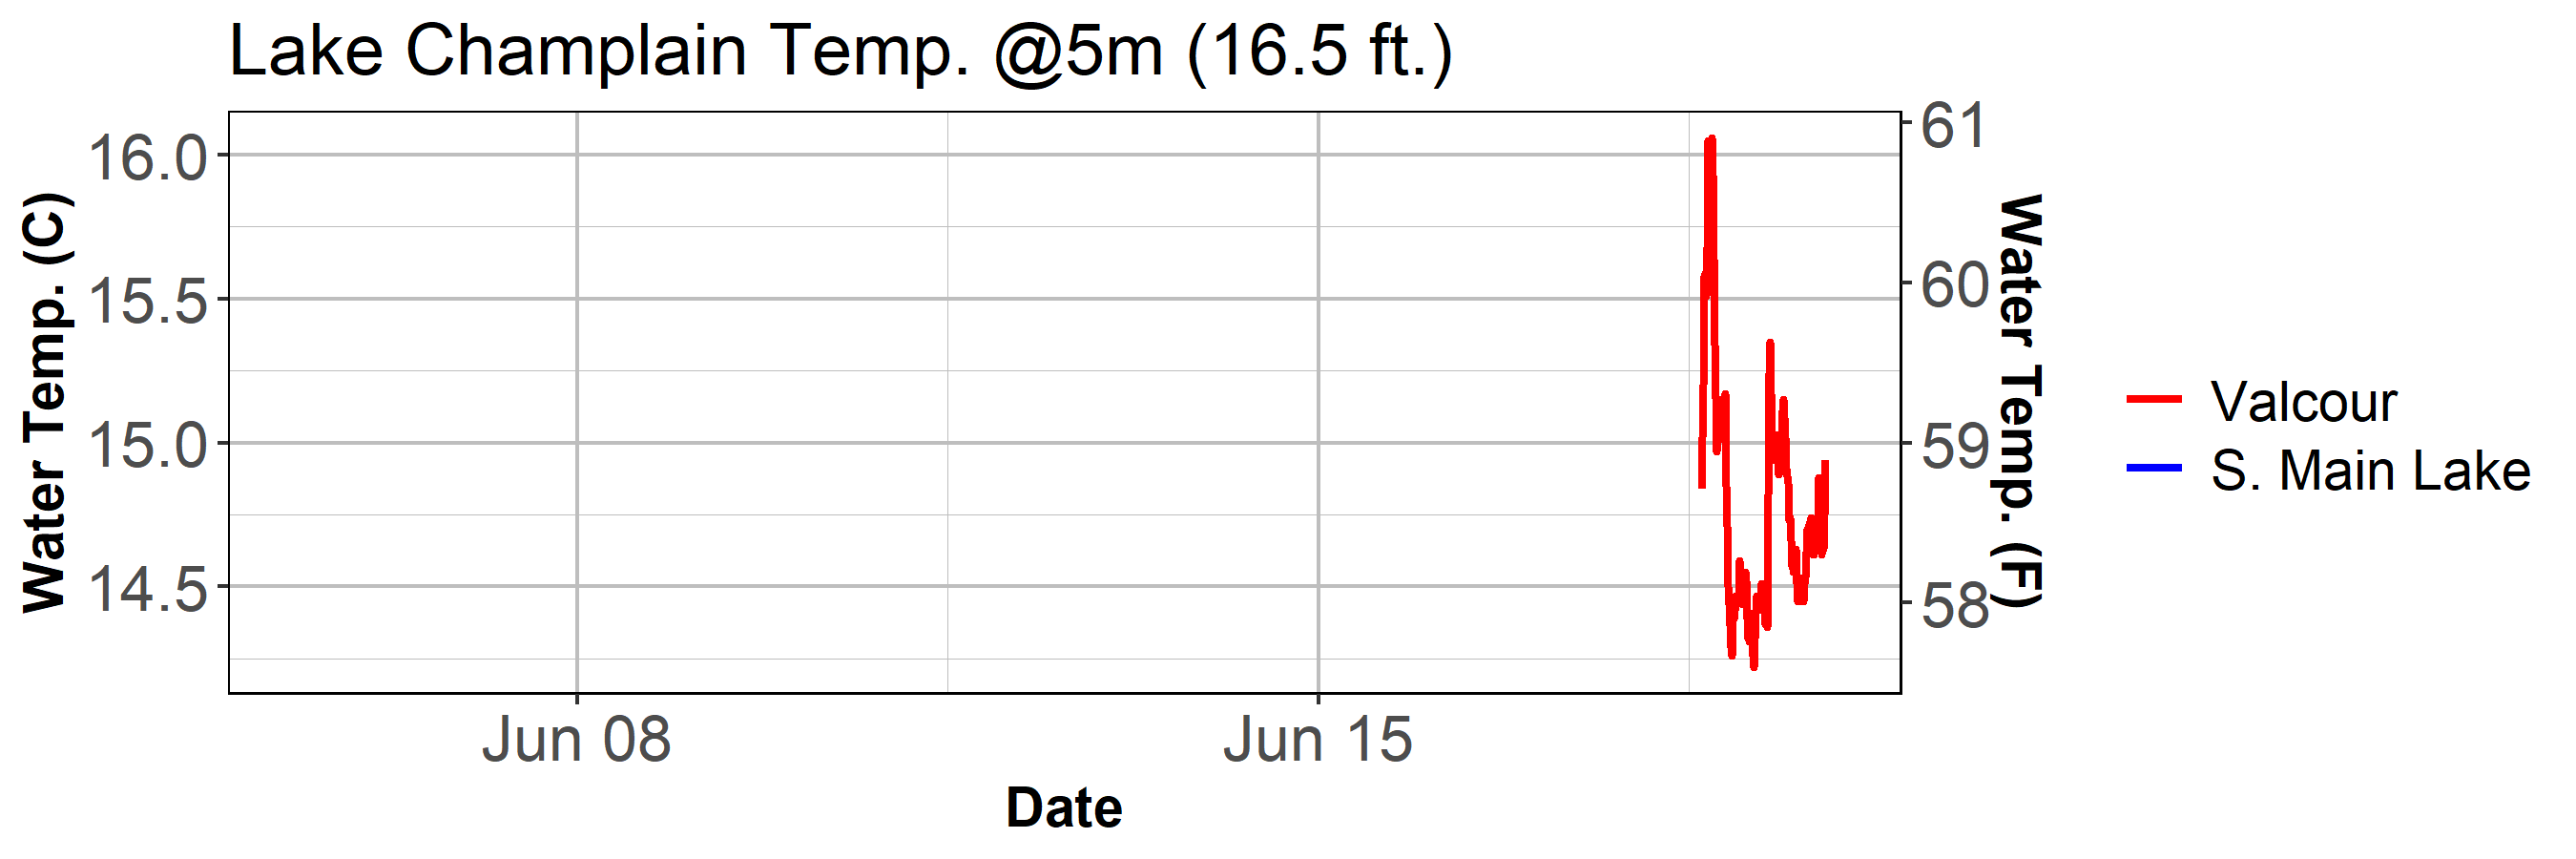 Lake Champlain Temp. @5m (16.5 ft.)
Water Temp. (C)
16.0
15.5
15.0
14.5
61
60
59
58
Water Temp. (F)
Jun 08
Jun 15
Date
Valcour
S. Main Lake